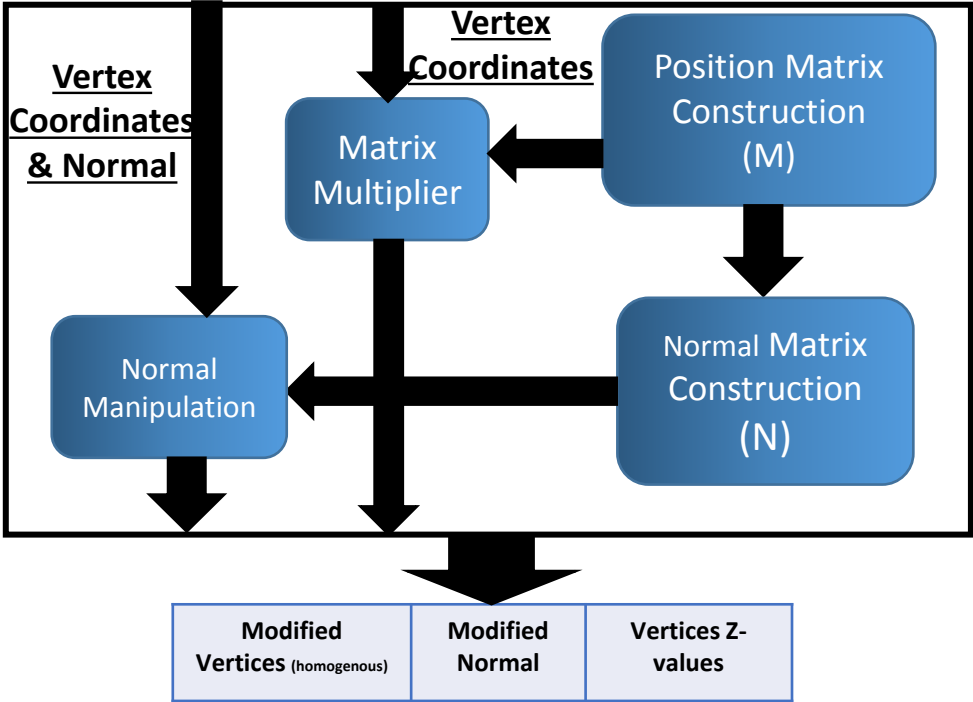 Vertex
Coordinates
& Normal
Vertex
Coordinates
Position Matrix
Construction
(M)
Matrix
Multiplier
Normal
Manipulation
Normal Matrix
Construction
(N)
Modified
Vertices (homogenous)
Modified
Normal
Vertices Z-
values